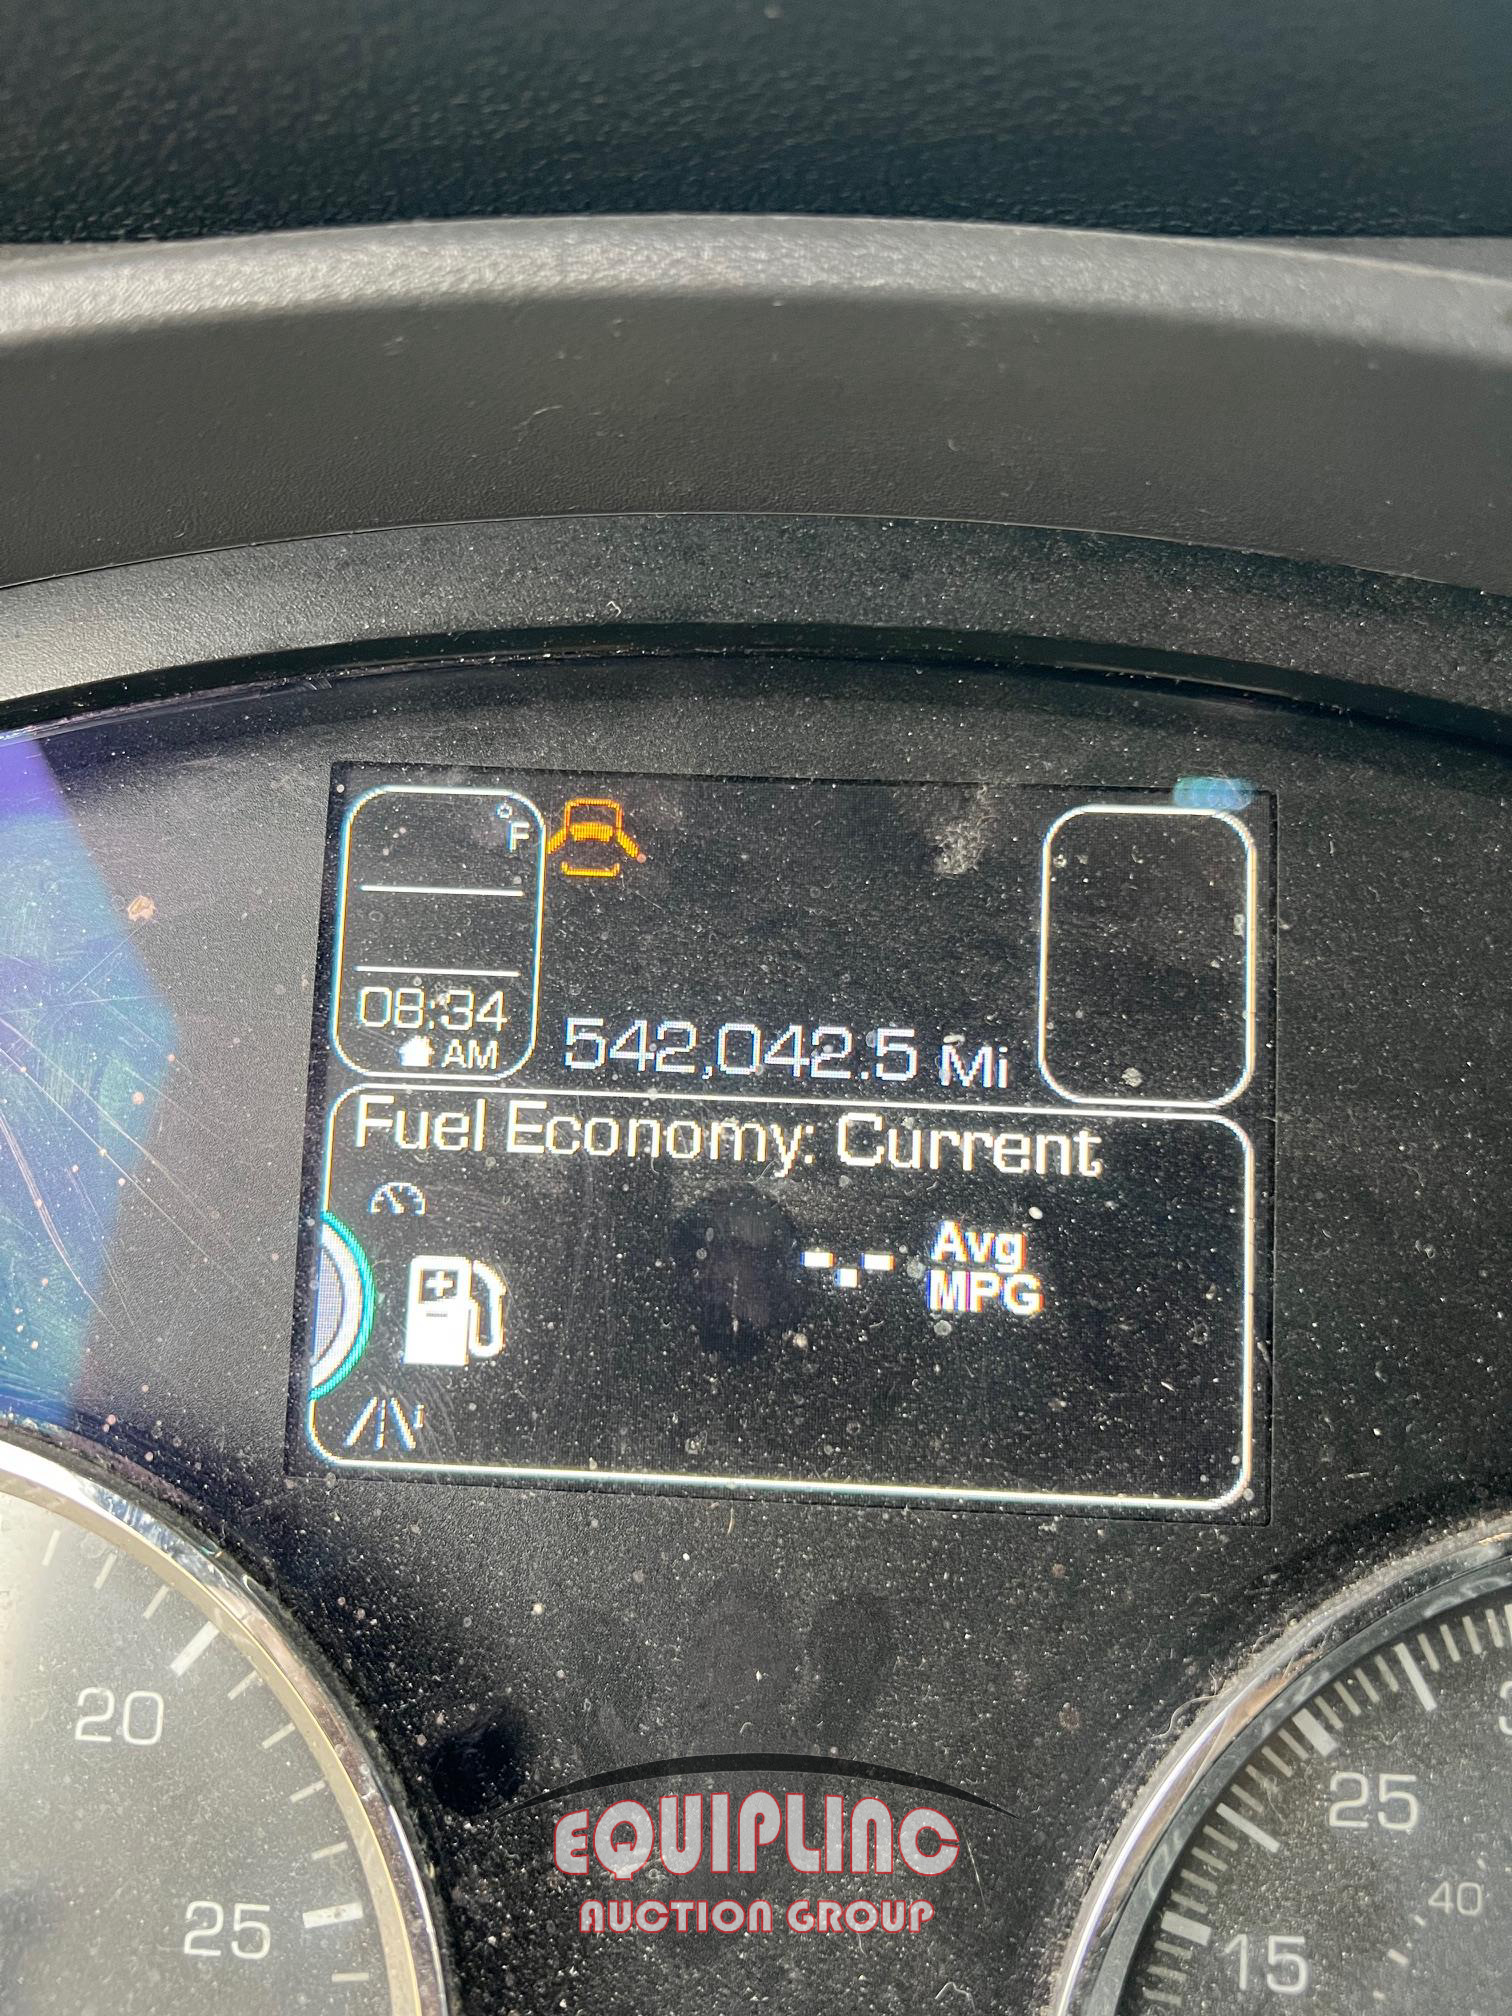 °F
08:34
AM
542,042.5 Mi
Fuel Economy: Current
-.- Avg
MPG
20
25
25
40
15
EQUIPLINC
AUCTION GROUP